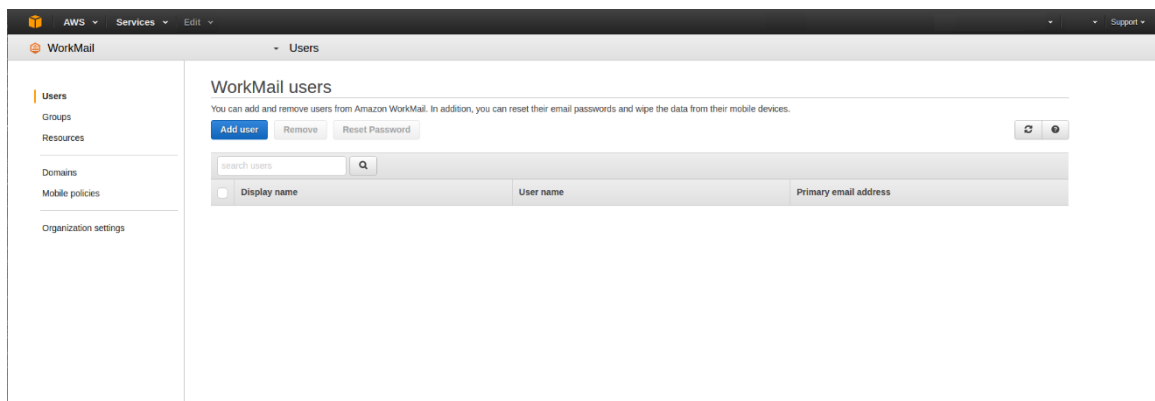 AWS Services Edit Support
WorkMail Users
Users
Groups
Resources
Domains
Mobile policies
Organization settings
WorkMail users
You can add and remove users from Amazon WorkMail. In addition, you can reset their email passwords and wipe the data from their mobile devices.
Add user Remove Reset Password
search users
Display name User name Primary email address